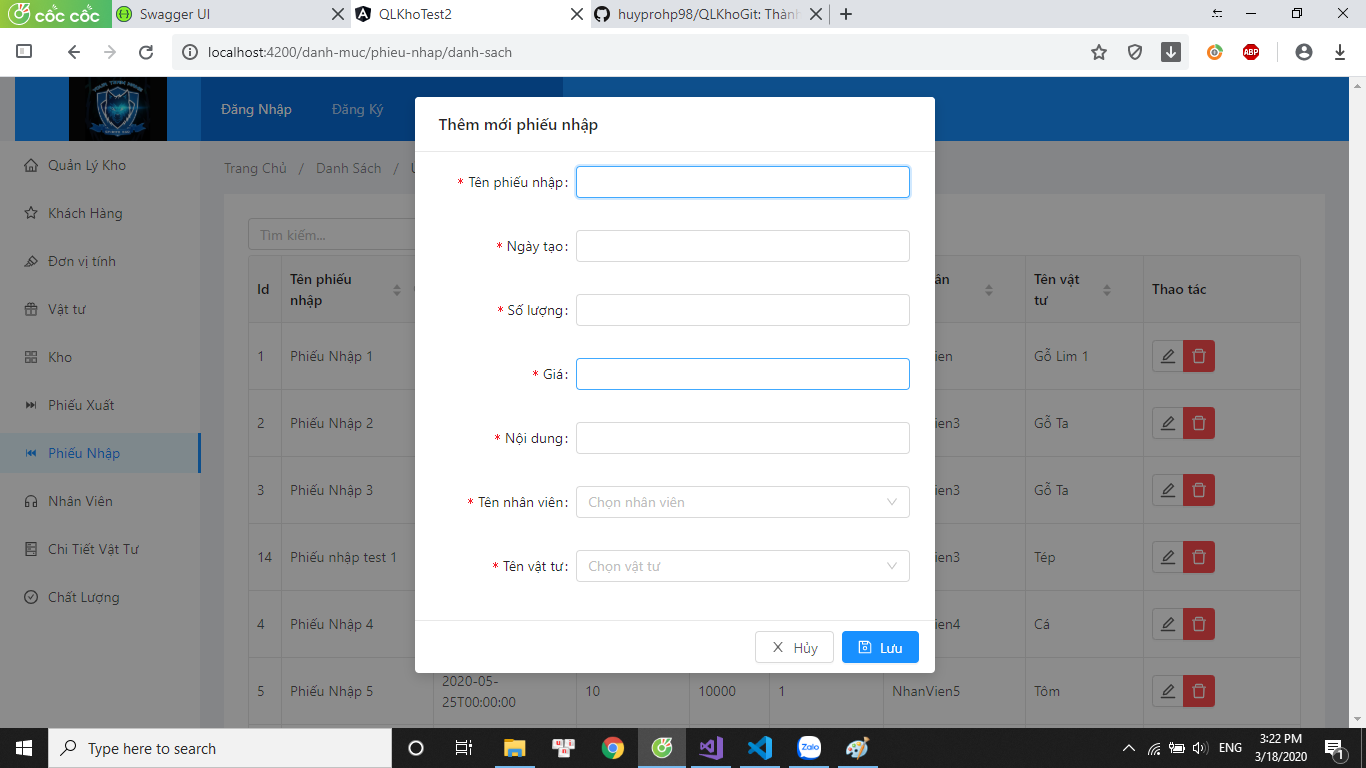 cốc cốc
Swagger UI
QLKhoTest2
huyprohp98/QLKhoGit: Thành
localhost:4200/danh-muc/phieu-nhap/danh-sach
ABP
Đăng Nhập
Đăng Ký
Quản Lý Kho
Khách Hàng
Đơn vị tính
Vật tư
Kho
Phiếu Xuất
Phiếu Nhập
Nhân Viên
Chi Tiết Vật Tư
Chất Lượng
Trang Chủ / Danh Sách /
Tìm kiếm...
Id
Tên phiếu
nhập
Tên vật
tư
Thao tác
1 Phiếu Nhập 1 Gỗ Lim 1
2 Phiếu Nhập 2 Gỗ Ta
3 Phiếu Nhập 3 Gỗ Ta
14 Phiếu nhập test 1 Tép
4 Phiếu Nhập 4 Cá
5 Phiếu Nhập 5 2020-05-
25T00:00:00 10 10000 1 NhanVien5 Tôm
Thêm mới phiếu nhập
* Tên phiếu nhập:
* Ngày tạo:
* Số lượng:
* Giá:
* Nội dung:
* Tên nhân viên: Chọn nhân viên
* Tên vật tư: Chọn vật tư
Hủy
Lưu
Type here to search
Zalo
ENG
3:22 PM
3/18/2020
1